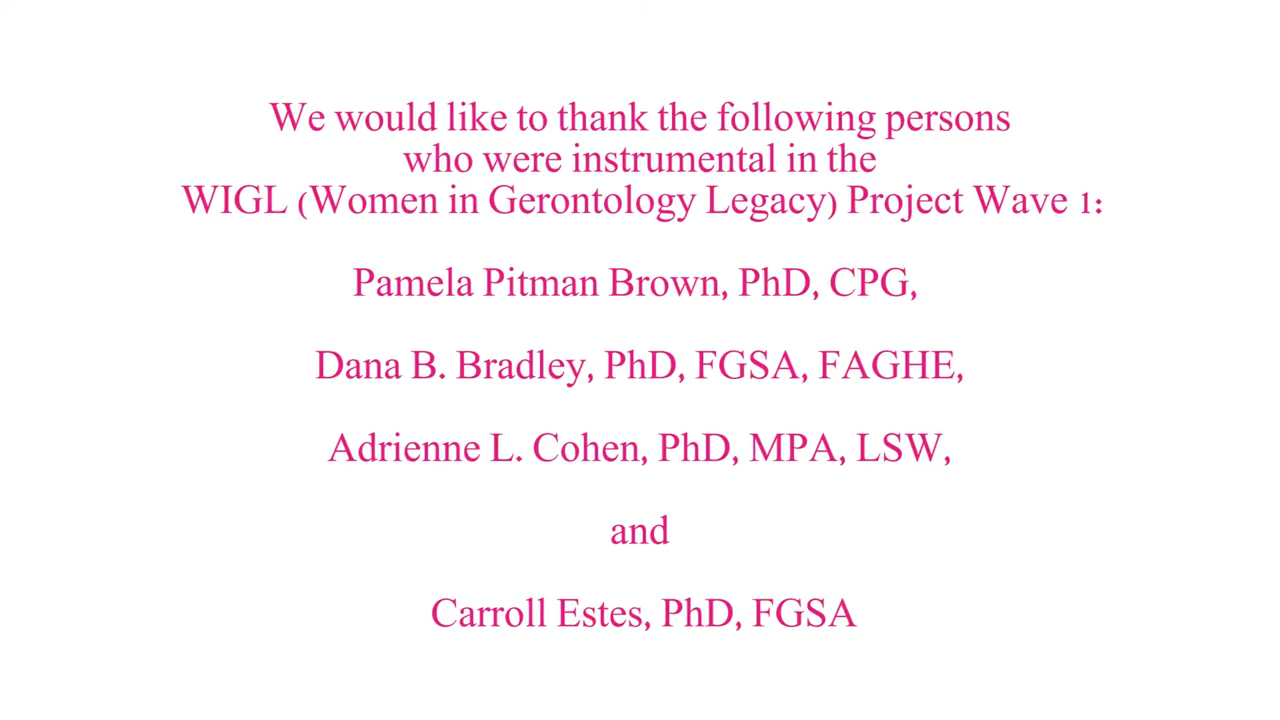 We would like to thank the following persons
who were instrumental in the
WIGL (Women in Gerontology Legacy) Project Wave 1:
Pamela Pitman Brown, PhD, CPG,
Dana B. Bradley, PhD, FGSA, FAGHE,
Adrienne L. Cohen, PhD, MPA, LSW,
and
Carroll Estes, PhD, FGSA